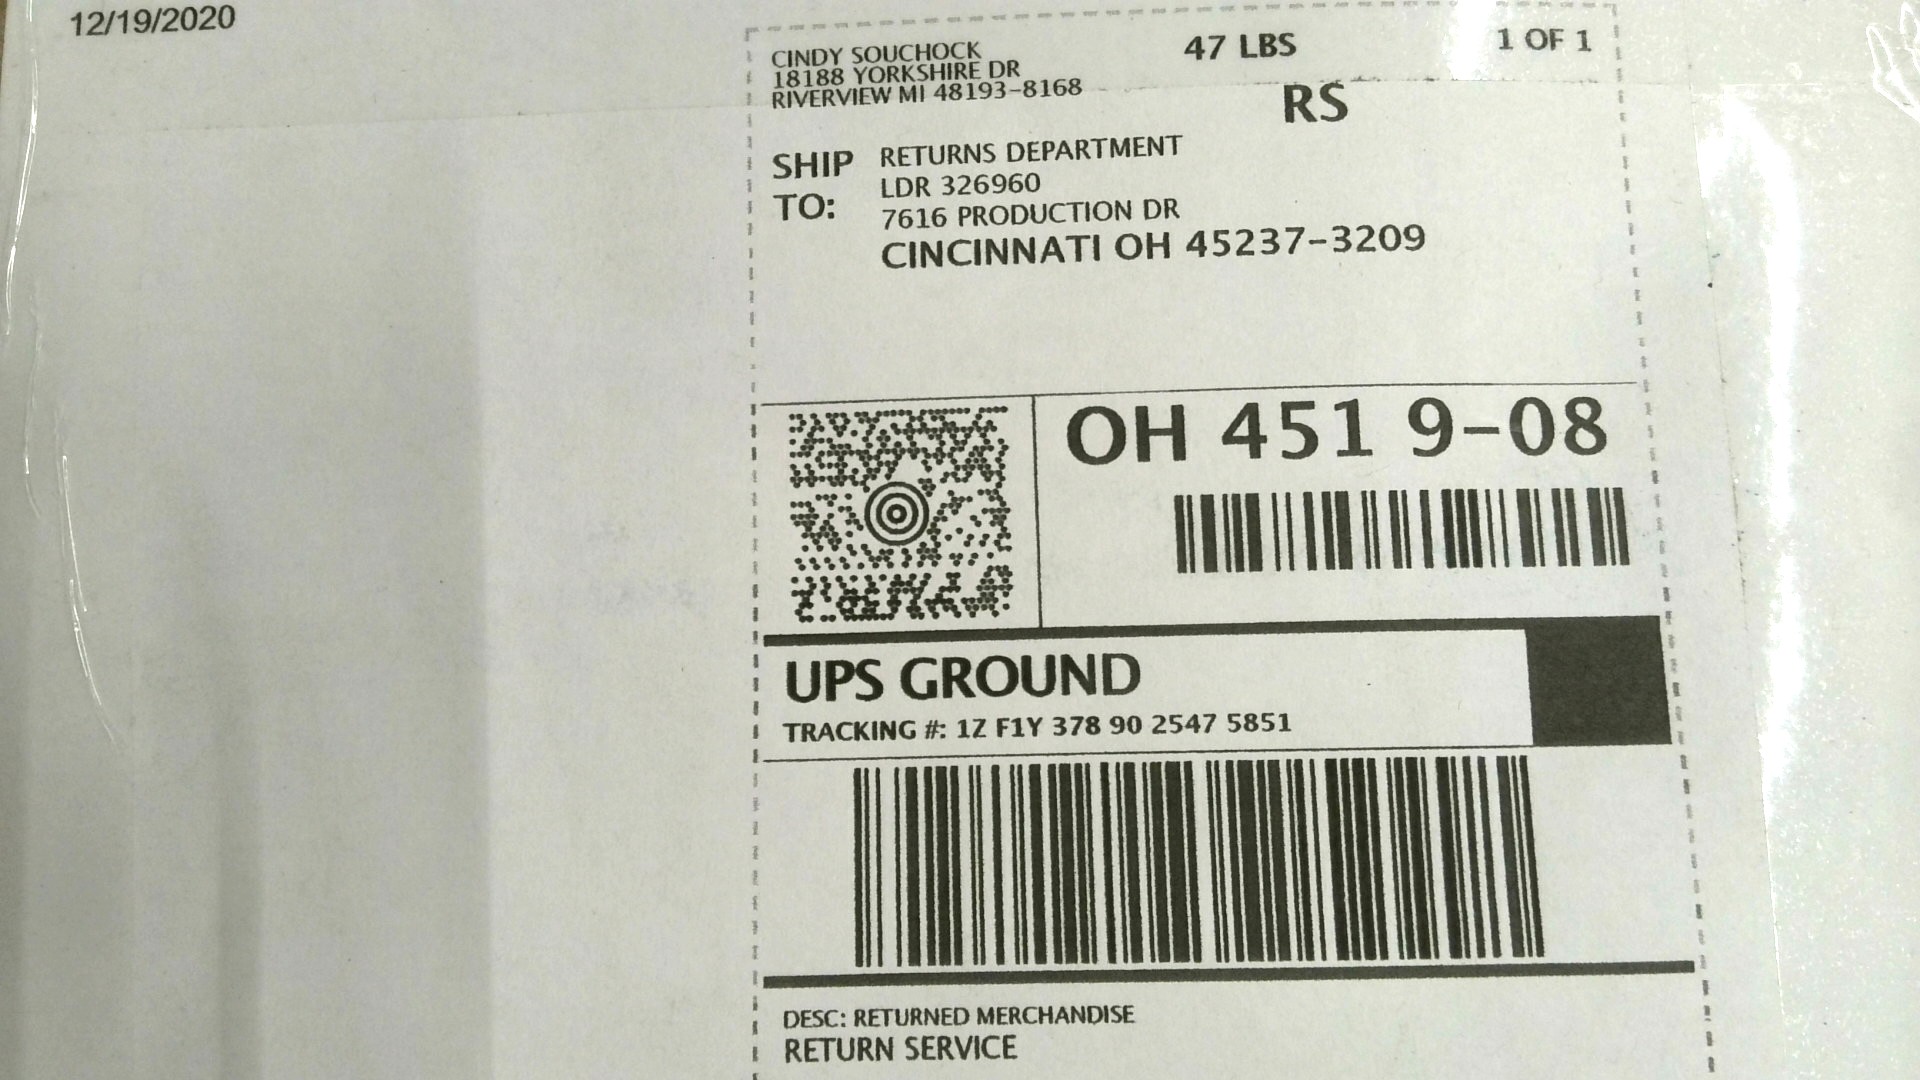 12/19/2020
CINDY SOUCHOCK
18188 YORKSHIRE DR
RIVERVIEW MI 48193-8168
47 LBS
1 OF 1
RS
SHIP TO:
RETURNS DEPARTMENT
LDR 326960
7616 PRODUCTION DR
CINCINNATI OH 45237-3209
OH 451 9-08
UPS GROUND
TRACKING #: 1Z F1Y 378 90 2547 5851
DESC: RETURNED MERCHANDISE
RETURN SERVICE